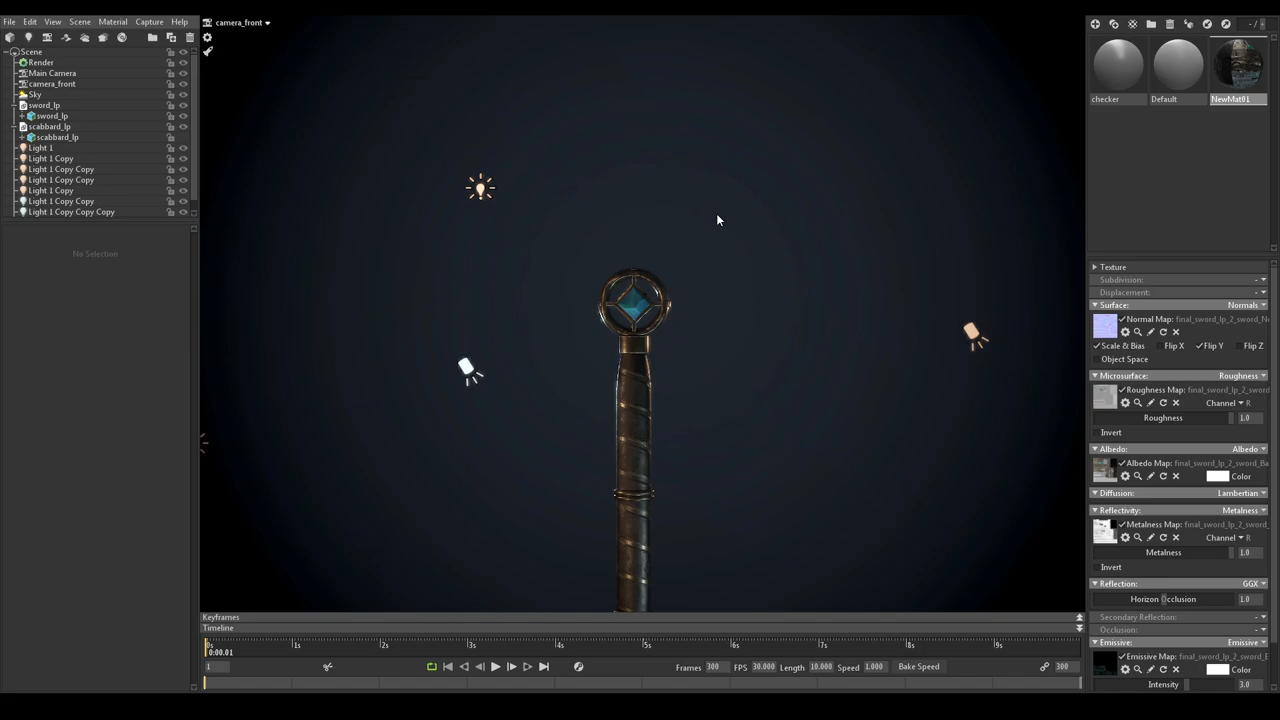 File Edit View Scene Material Capture Help
camera_front
- /
Scene
Render
Main Camera
camera_front
Sky
sword_lp
sword_lp
scabbard_lp
scabbard_lp
Light 1
Light 1 Copy
Light 1 Copy Copy
Light 1 Copy Copy
Light 1 Copy
Light 1 Copy Copy
Light 1 Copy Copy Copy
No Selection
checker Default NewMat01
Texture
Subdivision: -
Displacement: -
Surface: Normals
Normal Map: final_sword_lp_2_sword_No
Scale & Bias Flip X Flip Y Flip Z
Object Space
Microsurface: Roughness
Roughness Map: final_sword_lp_2_sword
Channel R
Roughness 1.0
Invert
Albedo: Albedo
Albedo Map: final_sword_lp_2_sword_Ba
Color
Diffusion: Lambertian
Reflectivity: Metalness
Metalness Map: final_sword_lp_2_sword_
Channel R
Metalness 1.0
Invert
Reflection: GGX
Horizon Occlusion 1.0
Secondary Reflection: -
Occlusion: -
Emissive: Emissive
Emissive Map: final_sword_lp_2_sword_E
Color
Intensity 3.0
Keyframes
Timeline
0s 1s 2s 3s 4s 5s 6s 7s 8s 9s
0:00.01
1 Frames 300 FPS 30.000 Length 10.000 Speed 1.000 Bake Speed 300